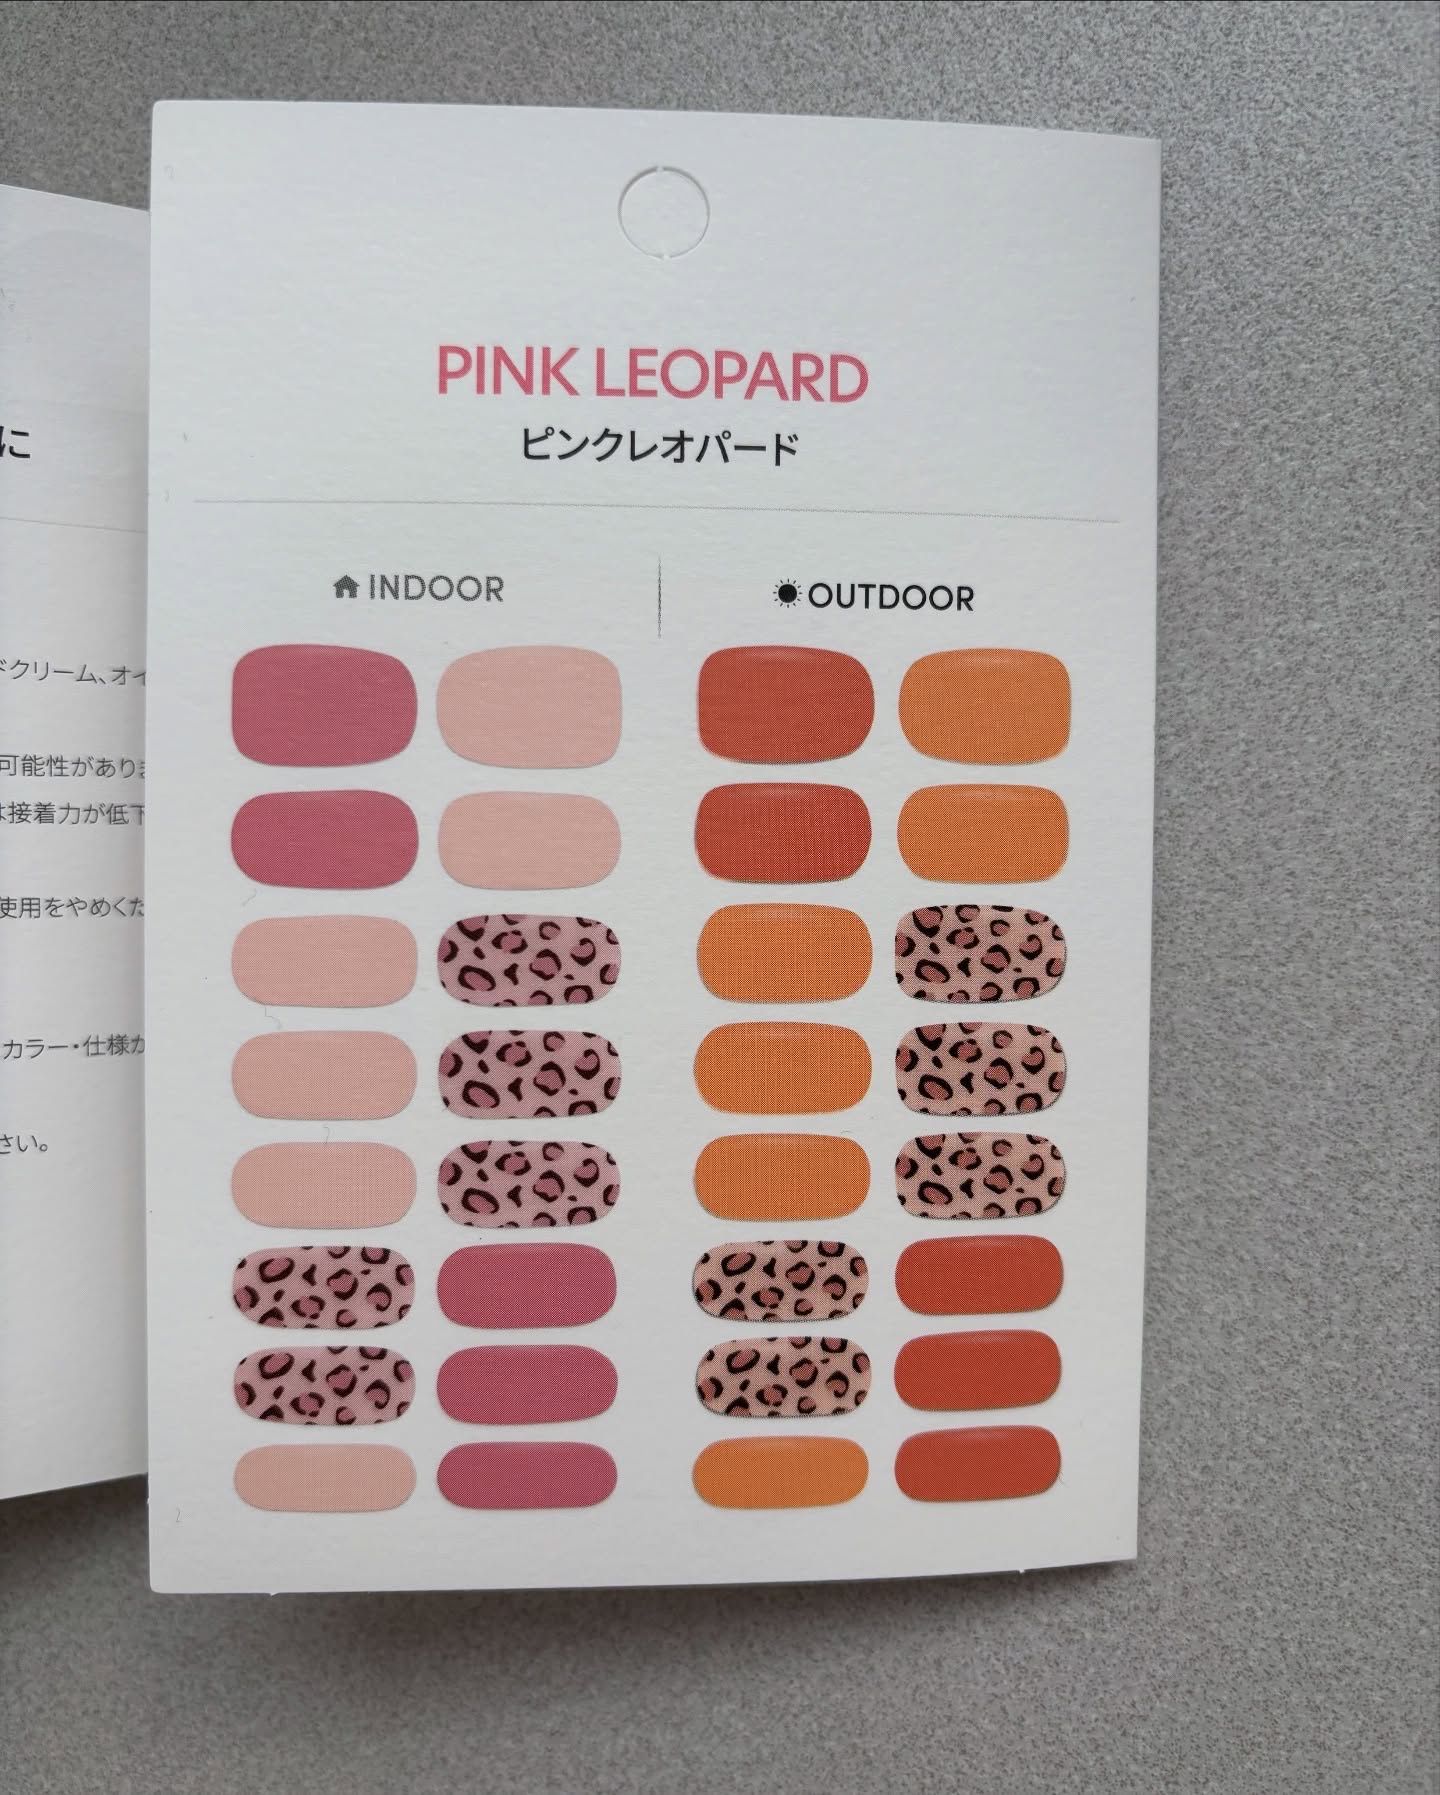 に
ドクリーム、オイ
可能性がありま
は接着力が低下
使用をやめくだ
カラー・仕様が
さい。
PINK LEOPARD
ピンクレオパード
INDOOR
OUTDOOR